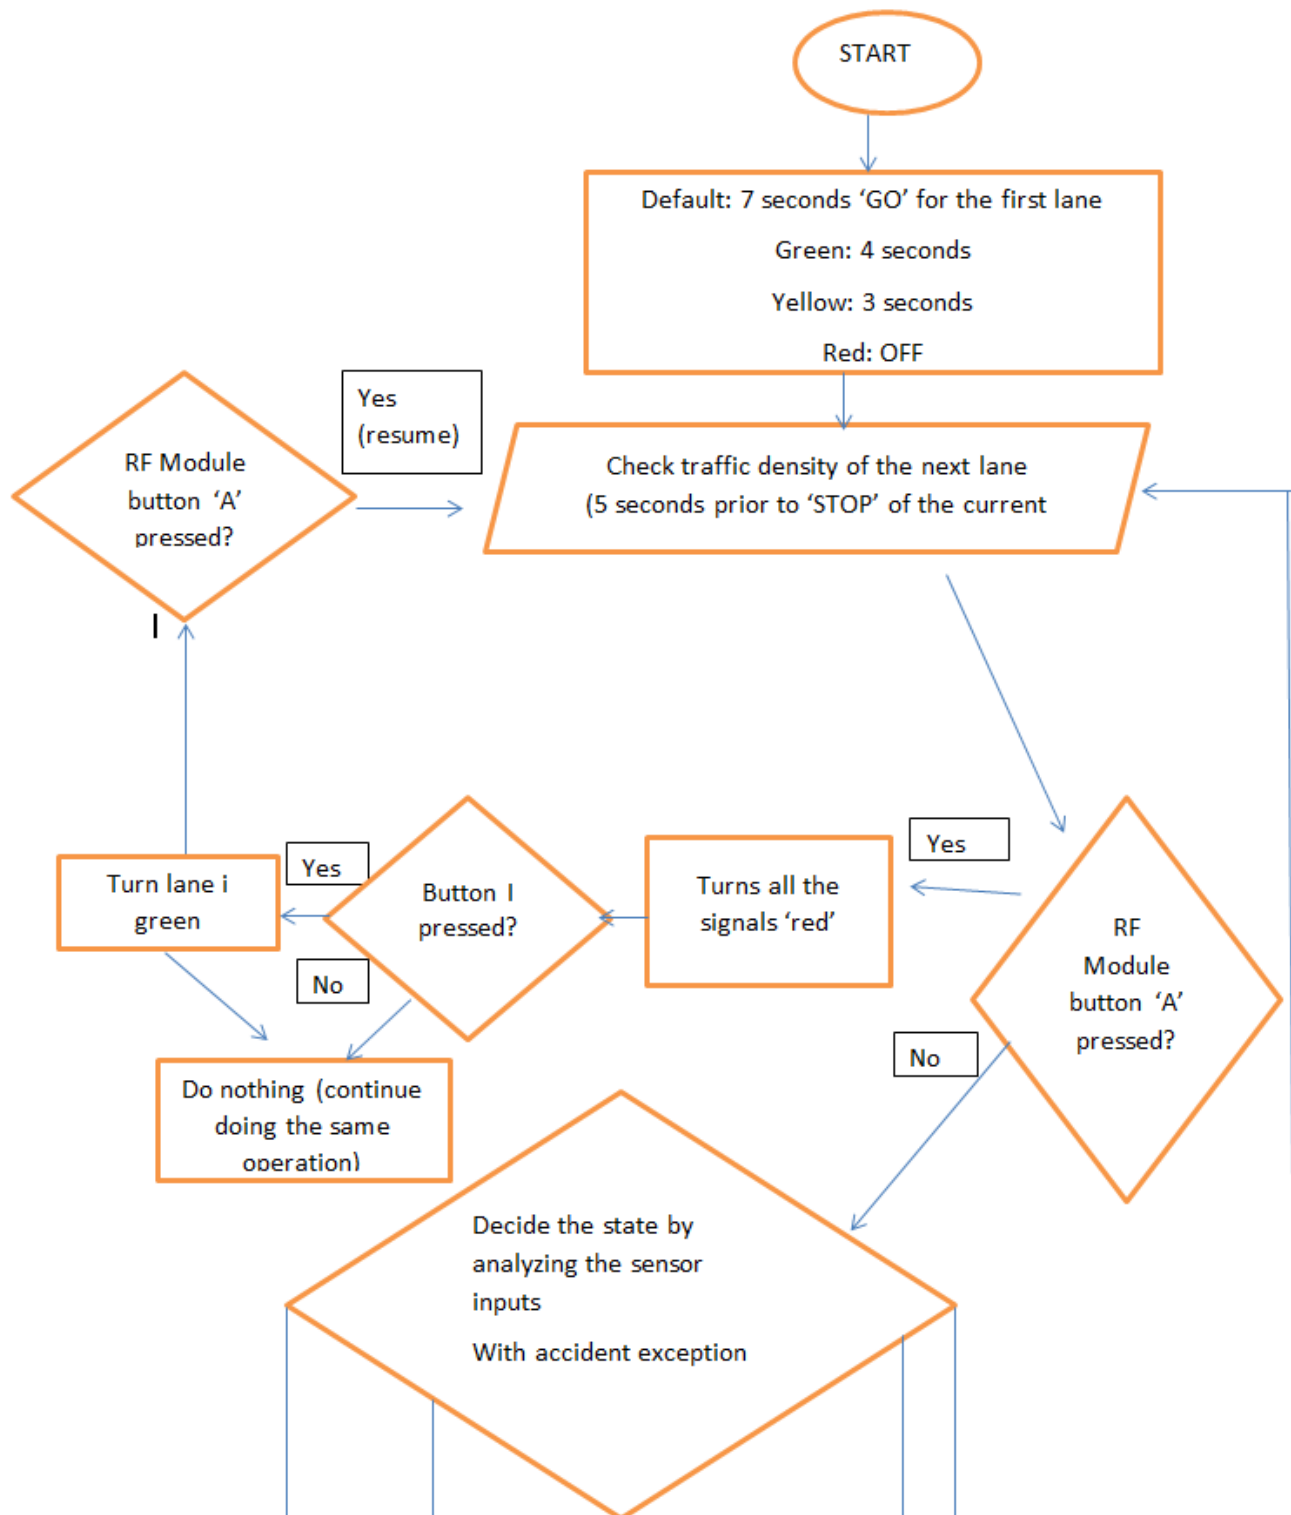 START
Default: 7 seconds ‘GO’ for the first lane
Green: 4 seconds
Yellow: 3 seconds
Red: OFF
Yes
(resume)
RF Module
button ‘A’
pressed?
Check traffic density of the next lane
(5 seconds prior to ‘STOP’ of the current
Yes
Turns all the
signals ‘red’
Button I
pressed?
Yes
Turn lane i
green
No
Do nothing (continue
doing the same
operation)
RF
Module
button ‘A’
pressed?
No
Decide the state by
analyzing the sensor
inputs
With accident exception